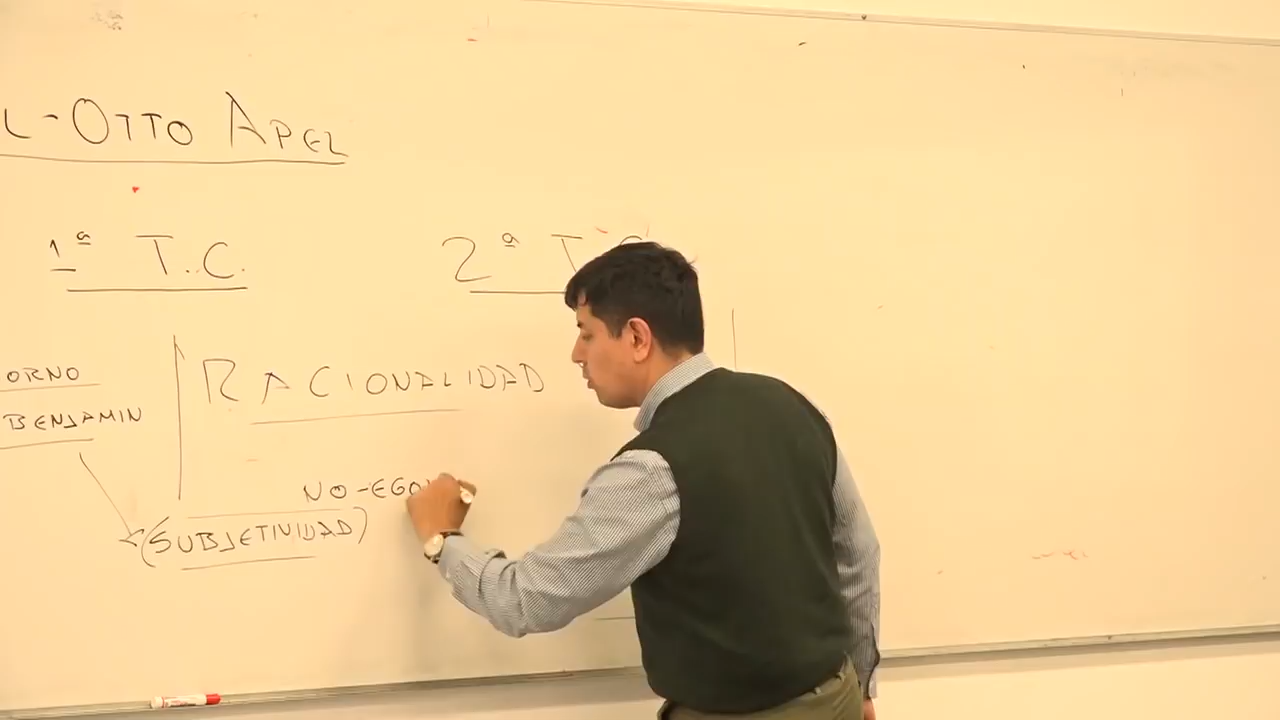 L-OTTO APEL
1ª T.C. 2ª T.C.
ORNO
RACIONALIDAD
BENJAMIN
NO-EGO
(SUBJETIVIDAD)